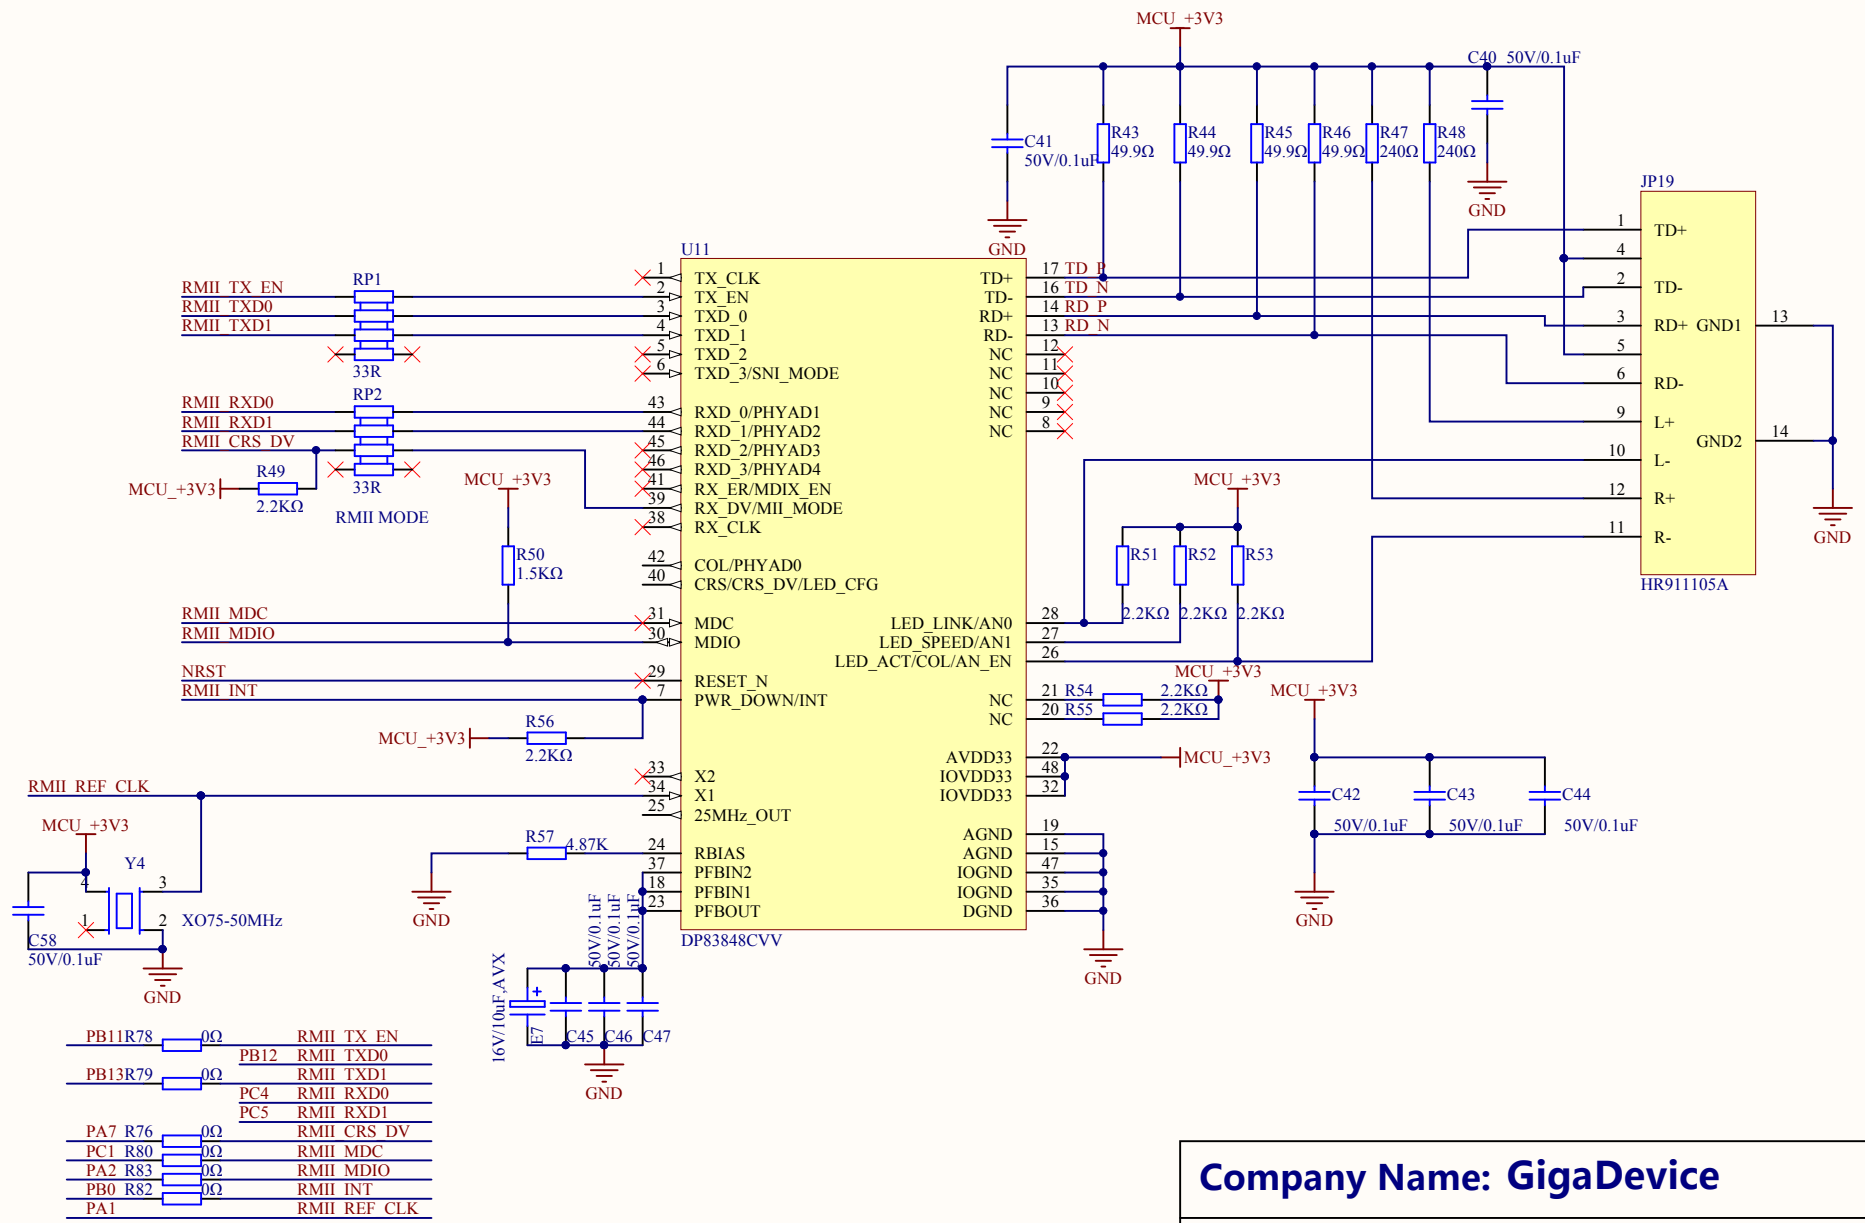 MCU_+3V3
C40 50V/0.1uF
C41
50V/0.1uF
R43
49.9Ω
R44
49.9Ω
R45
49.9Ω
R46
49.9Ω
R47
240Ω
R48
240Ω
GND
GND
JP19
1 TD+
4
2 TD-
3 RD+ GND1 13
5
6 RD-
9 L+
GND2 14
10 L-
12 R+
11 R-
HR911105A
GND
U11
1 TX_CLK
2 TX_EN
3 TXD_0
4 TXD_1
5 TXD_2
6 TXD_3/SNI_MODE
43 RXD_0/PHYAD1
44 RXD_1/PHYAD2
45 RXD_2/PHYAD3
46 RXD_3/PHYAD4
41 RX_ER/MDIX_EN
39 RX_DV/MII_MODE
38 RX_CLK
42 COL/PHYAD0
40 CRS/CRS_DV/LED_CFG
31 MDC
30 MDIO
29 RESET_N
7 PWR_DOWN/INT
33 X2
34 X1
25 25MHz_OUT
24 RBIAS
37 PFBIN2
18 PFBIN1
23 PFBOUT
TD+ 17 TD_P
TD- 16 TD_N
RD+ 14 RD_P
RD- 13 RD_N
NC 12
NC 11
NC 10
NC 9
NC 8
LED_LINK/AN0 28
LED_SPEED/AN1 27
LED_ACT/COL/AN_EN 26
NC 21 R54 2.2KΩ
NC 20 R55 2.2KΩ
MCU_+3V3
AVDD33 22
IOVDD33 48
IOVDD33 32
MCU_+3V3
AGND 19
AGND 15
IOGND 47
IOGND 35
DGND 36
GND
DP83848CVV
MCU_+3V3
R51
2.2KΩ
R52
2.2KΩ
R53
2.2KΩ
MCU_+3V3
C42
50V/0.1uF
C43
50V/0.1uF
C44
50V/0.1uF
GND
RP1
RMII_TX_EN
RMII_TXD0
RMII_TXD1
33R
RP2
RMII_RXD0
RMII_RXD1
RMII_CRS_DV
33R
R49
MCU_+3V3
2.2KΩ
RMII MODE
MCU_+3V3
R50
1.5KΩ
RMII_MDC
RMII_MDIO
NRST
RMII_INT
R56
MCU_+3V3
2.2KΩ
RMII_REF_CLK
MCU_+3V3
Y4
4 3
1 2
XO75-50MHz
C58
50V/0.1uF
GND
R57 4.87K
GND
50V/0.1uF
50V/0.1uF
50V/0.1uF
16V/10uF,AVX
+
E7
C45 C46 C47
GND
PB11 R78 0Ω RMII_TX_EN
PB12 RMII_TXD0
PB13 R79 0Ω RMII_TXD1
PC4 RMII_RXD0
PC5 RMII_RXD1
PA7 R76 0Ω RMII_CRS_DV
PC1 R80 0Ω RMII_MDC
PA2 R83 0Ω RMII_MDIO
PB0 R82 0Ω RMII_INT
PA1 RMII_REF_CLK
Company Name: GigaDevice